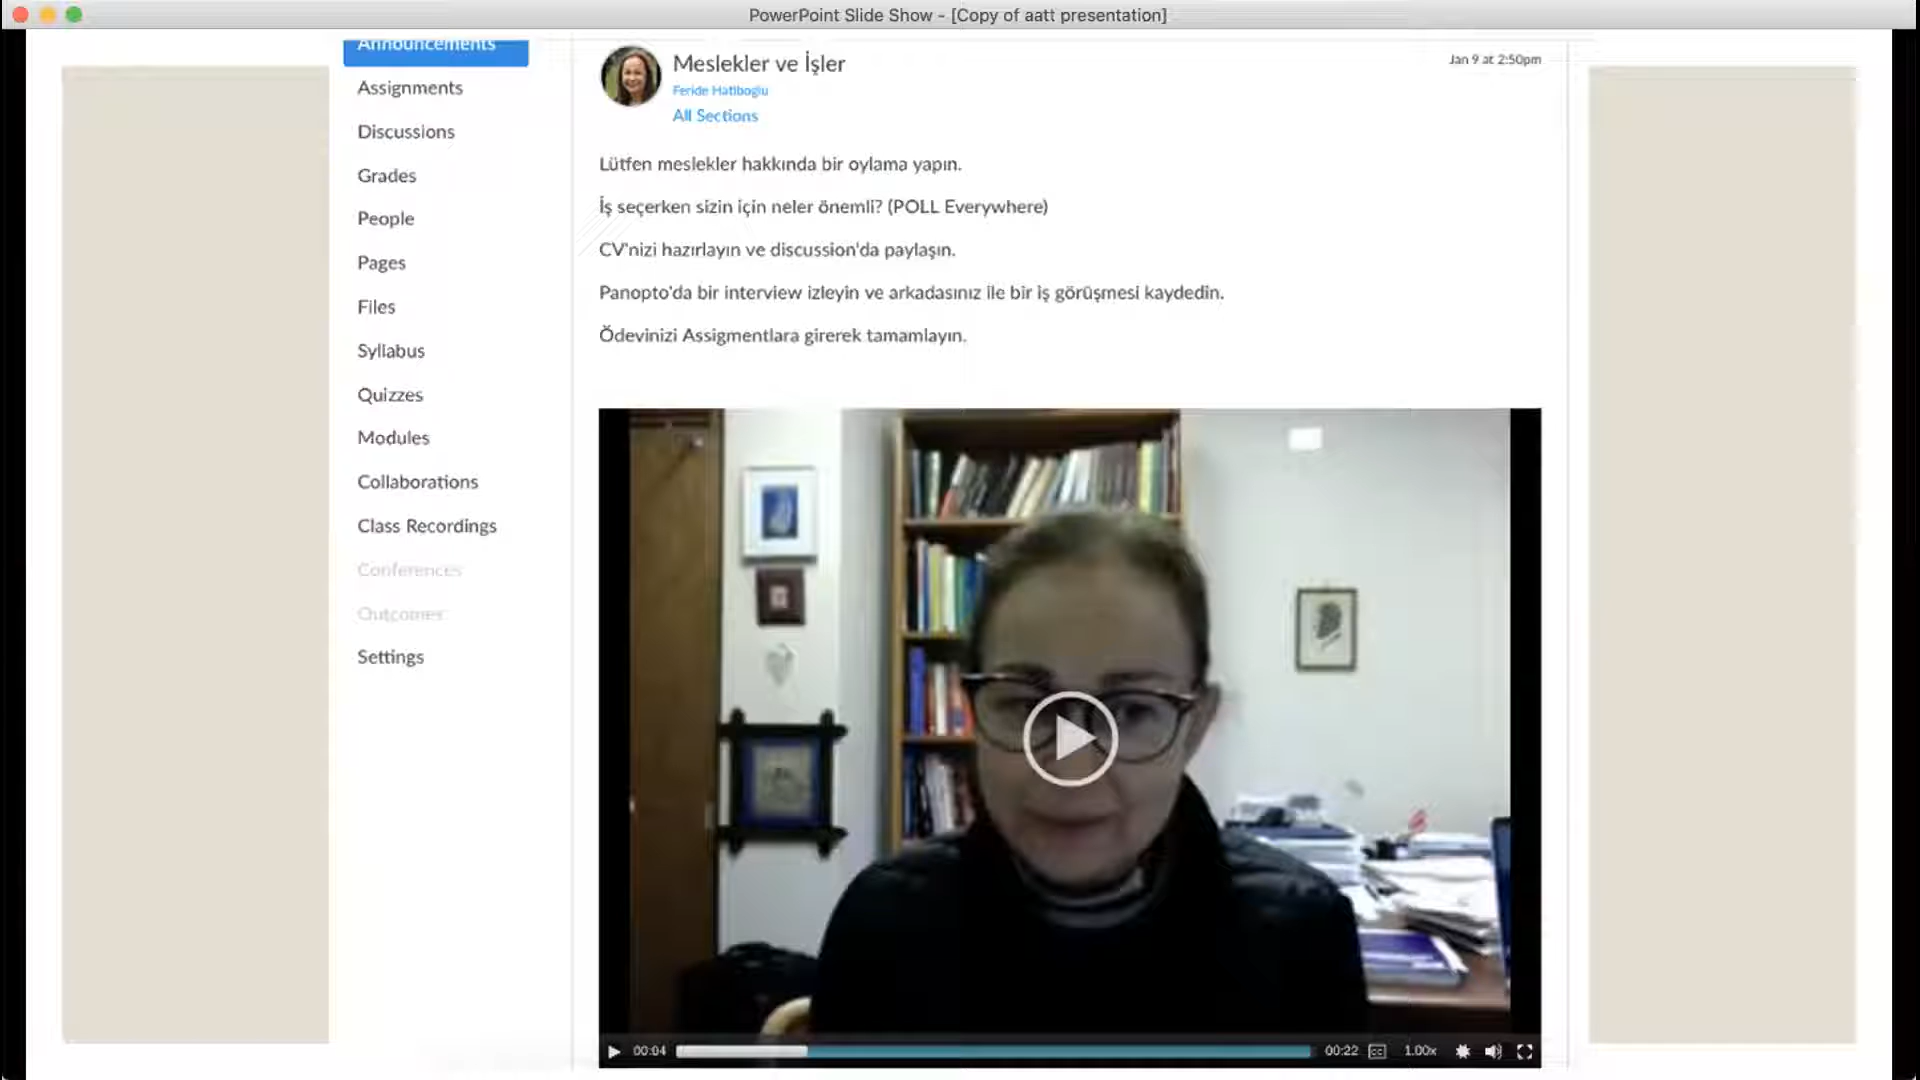 PowerPoint Slide Show - [Copy of aatt presentation]
Announcements
Assignments
Discussions
Grades
People
Pages
Files
Syllabus
Quizzes
Modules
Collaborations
Class Recordings
Conferences
Outcomes
Settings
Meslekler ve İşler
Jan 9 at 2:50pm
Feride Hatiboglu
All Sections
Lütfen meslekler hakkında bir oylama yapın.
İş seçerken sizin için neler önemli? (POLL Everywhere)
CV'nizi hazırlayın ve discussion'da paylaşın.
Panopto'da bir interview izleyin ve arkadasınız ile bir iş görüşmesi kaydedin.
Ödevinizi Assigmentlara girerek tamamlayın.
00:04
00:22
CC
1.00x